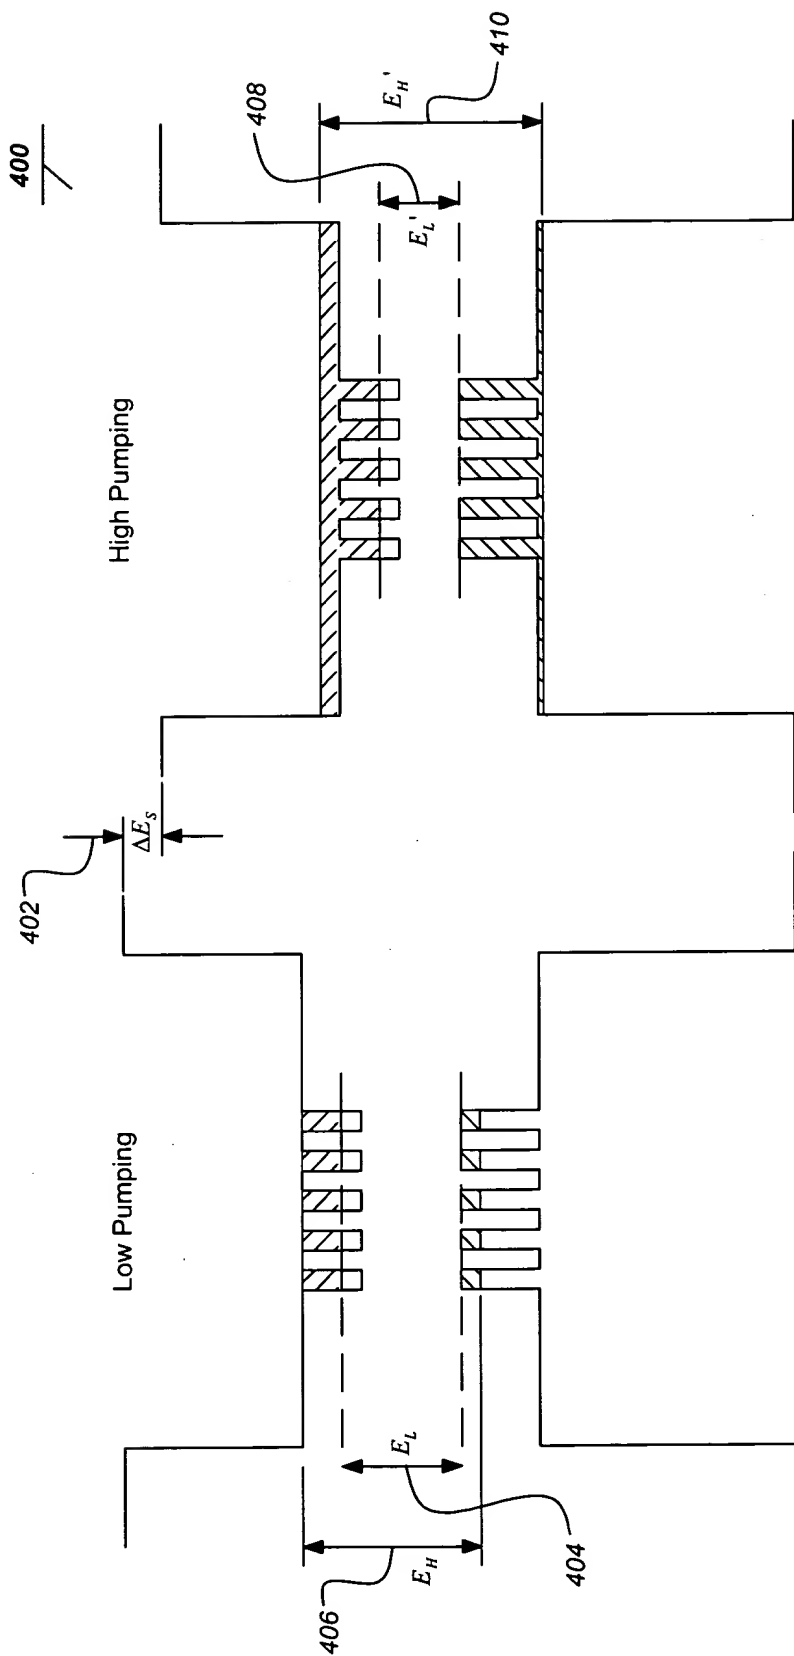 400
Low Pumping
High Pumping
402
ΔE_S
406
E_H
404
E_L
408
E_L'
410
E_H'